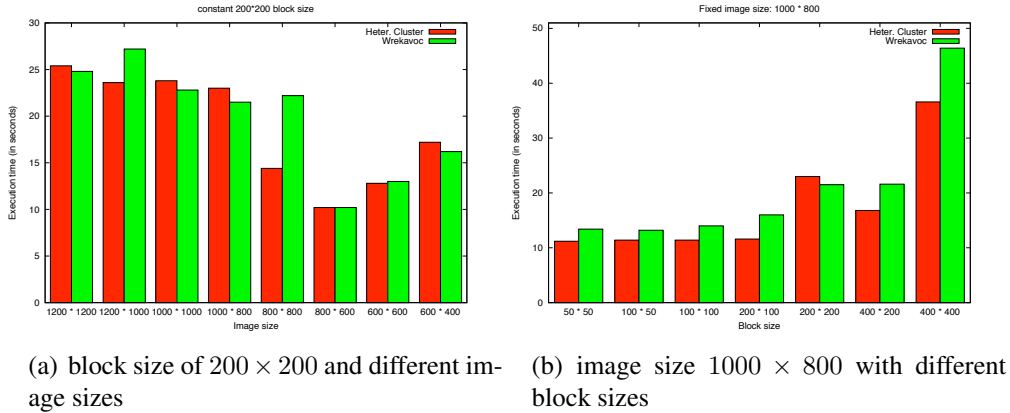 constant 200*200 block size
30
25
20
15
10
5
0
Execution time (in seconds)
Heter. Cluster
Wrekavoc
1200 * 1200 1200 * 1000 1000 * 1000 1000 * 800 800 * 800 800 * 600 600 * 600 600 * 400
Image size
(a) block size of 200 × 200 and different im-
age sizes
Fixed image size: 1000 * 800
50
40
30
20
10
0
Execution time (in seconds)
Heter. Cluster
Wrekavoc
50 * 50 100 * 50 100 * 100 200 * 100 200 * 200 400 * 200 400 * 400
Block size
(b) image size 1000 × 800 with different
block sizes